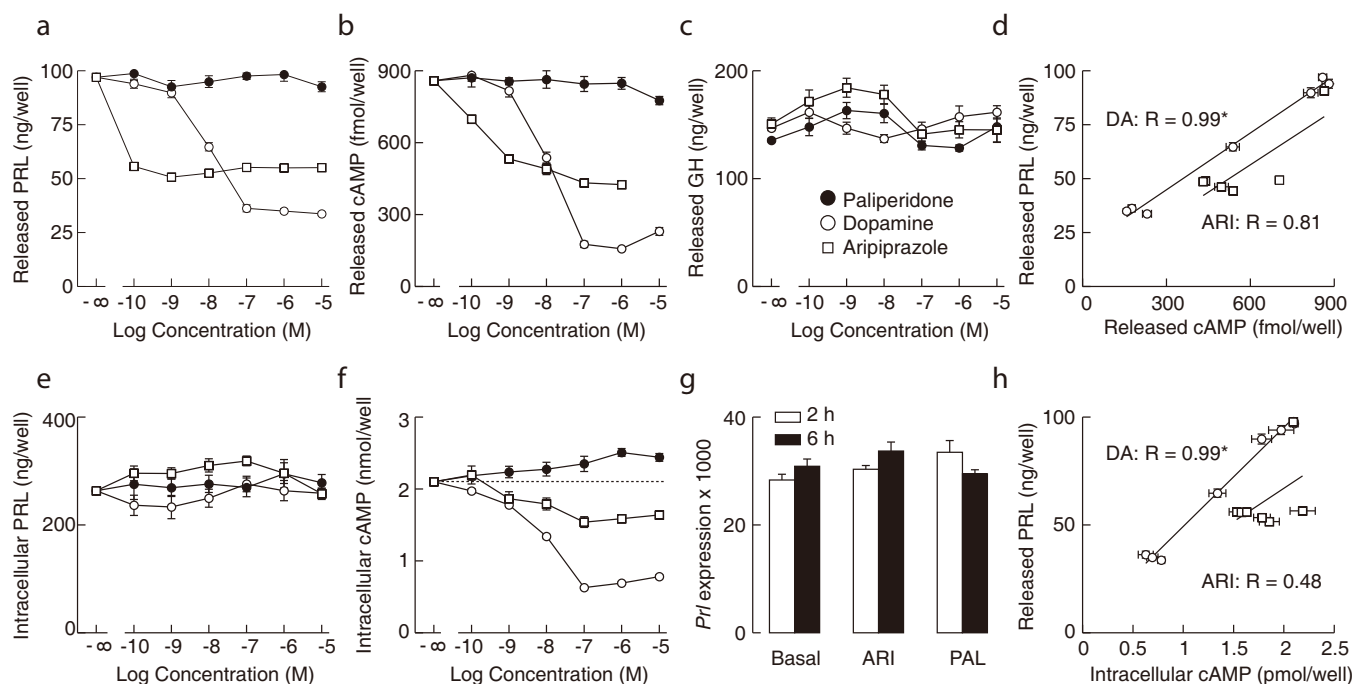 a
Released PRL (ng/well)
100
75
50
25
0
- ∞
-10
-9
-8
-7
-6
-5
Log Concentration (M)
b
Released cAMP (fmol/well)
900
600
300
0
- ∞
-10
-9
-8
-7
-6
-5
Log Concentration (M)
c
Released GH (ng/well)
200
150
100
0
Paliperidone
Dopamine
Aripiprazole
- ∞
-10
-9
-8
-7
-6
-5
Log Concentration (M)
d
Released PRL (ng/well)
100
75
50
25
0
DA: R = 0.99*
ARI: R = 0.81
300
600
900
Released cAMP (fmol/well)
e
Intracellular PRL (ng/well)
400
200
0
- ∞
-10
-9
-8
-7
-6
-5
Log Concentration (M)
f
Intracellular cAMP (nmol/well)
3
2
1
0
- ∞
-10
-9
-8
-7
-6
-5
Log Concentration (M)
g
Prl expression x 1000
40
20
0
2 h
6 h
Basal
ARI
PAL
h
Released PRL (ng/well)
100
50
0
DA: R = 0.99*
ARI: R = 0.48
0
0.5
1
1.5
2
2.5
Intracellular cAMP (pmol/well)